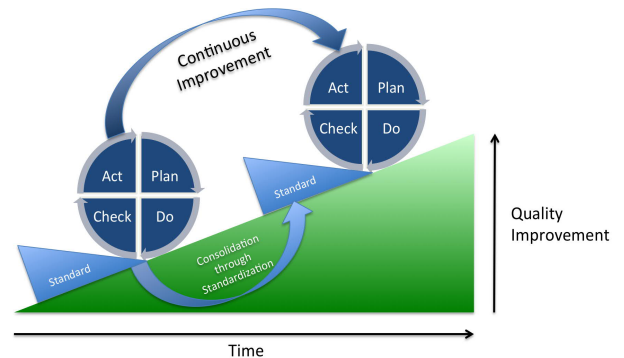 Continuous
Improvement
Act
Plan
Check
Do
Act
Plan
Check
Do
Standard
Standard
Consolidation
through
Standardization
Quality
Improvement
Time